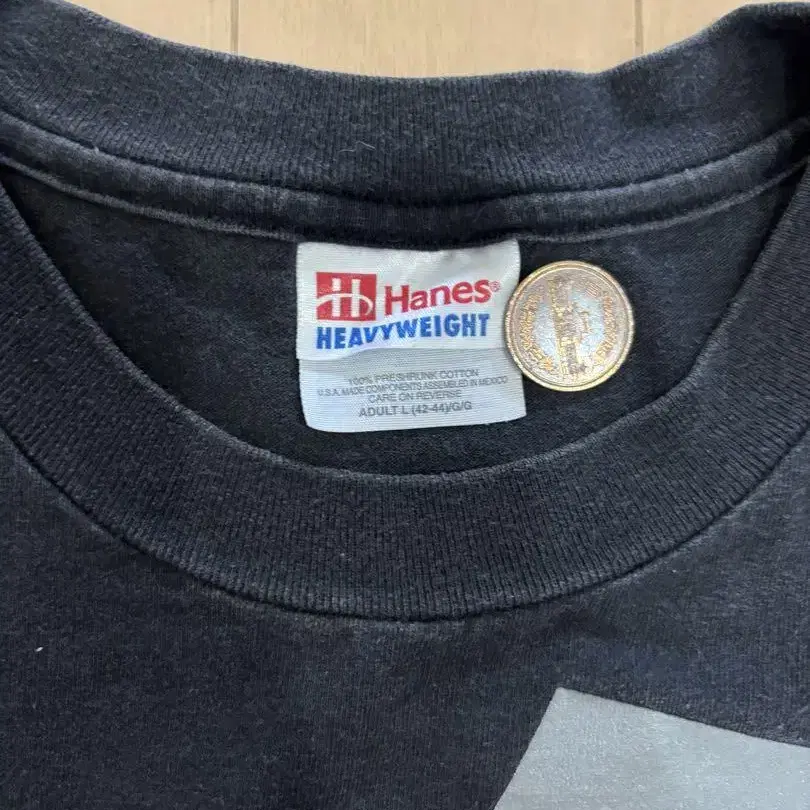 Hanes®
HEAVYWEIGHT
100% PRESHRUNK COTTON
U.S.A. MADE COMPONENTS ASSEMBLED IN MEXICO
CARE ON REVERSE
ADULT L (42-44)/G/G